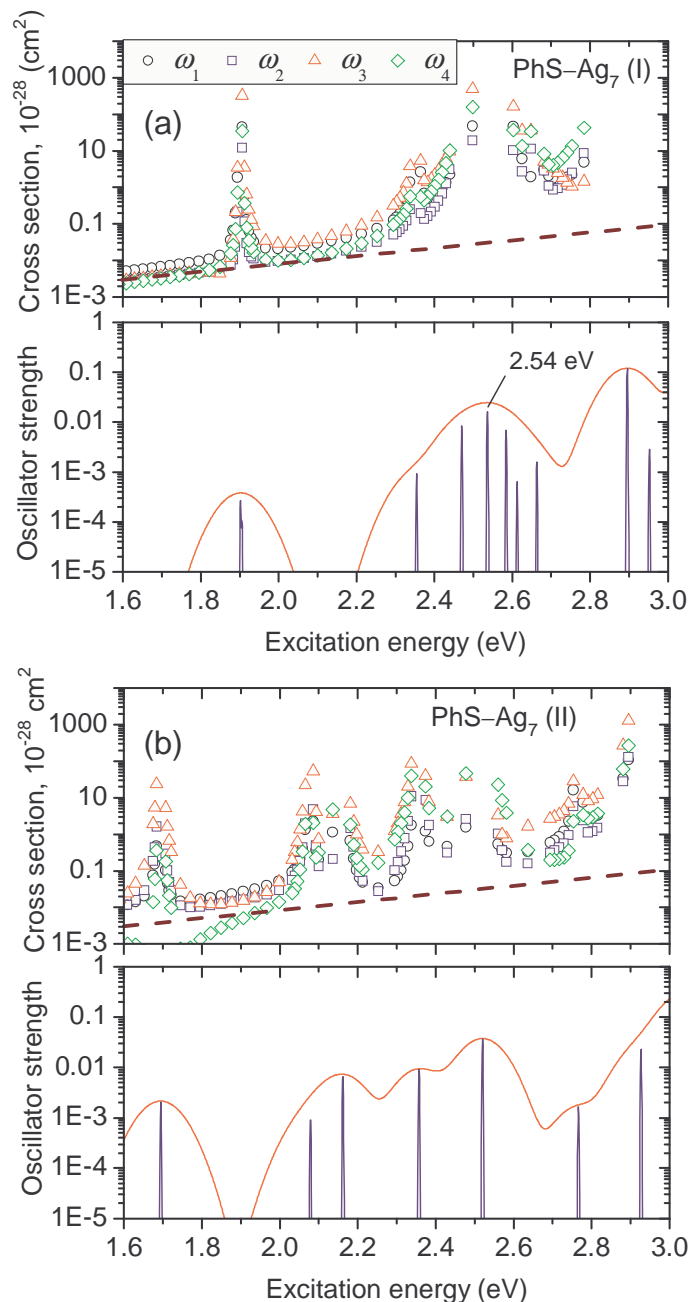 ω1 ω2 ω3 ω4
PhS–Ag7 (I)
(a)
Cross section, 10-28 (cm2)
1000
10
0.1
1E-3
Oscillator strength
1
0.1
0.01
1E-3
1E-4
1E-5
2.54 eV
1.6 1.8 2.0 2.2 2.4 2.6 2.8 3.0
Excitation energy (eV)
PhS–Ag7 (II)
(b)
Cross section, 10-28 cm2
1000
10
0.1
1E-3
Oscillator strength
1
0.1
0.01
1E-3
1E-4
1E-5
1.6 1.8 2.0 2.2 2.4 2.6 2.8 3.0
Excitation energy (eV)